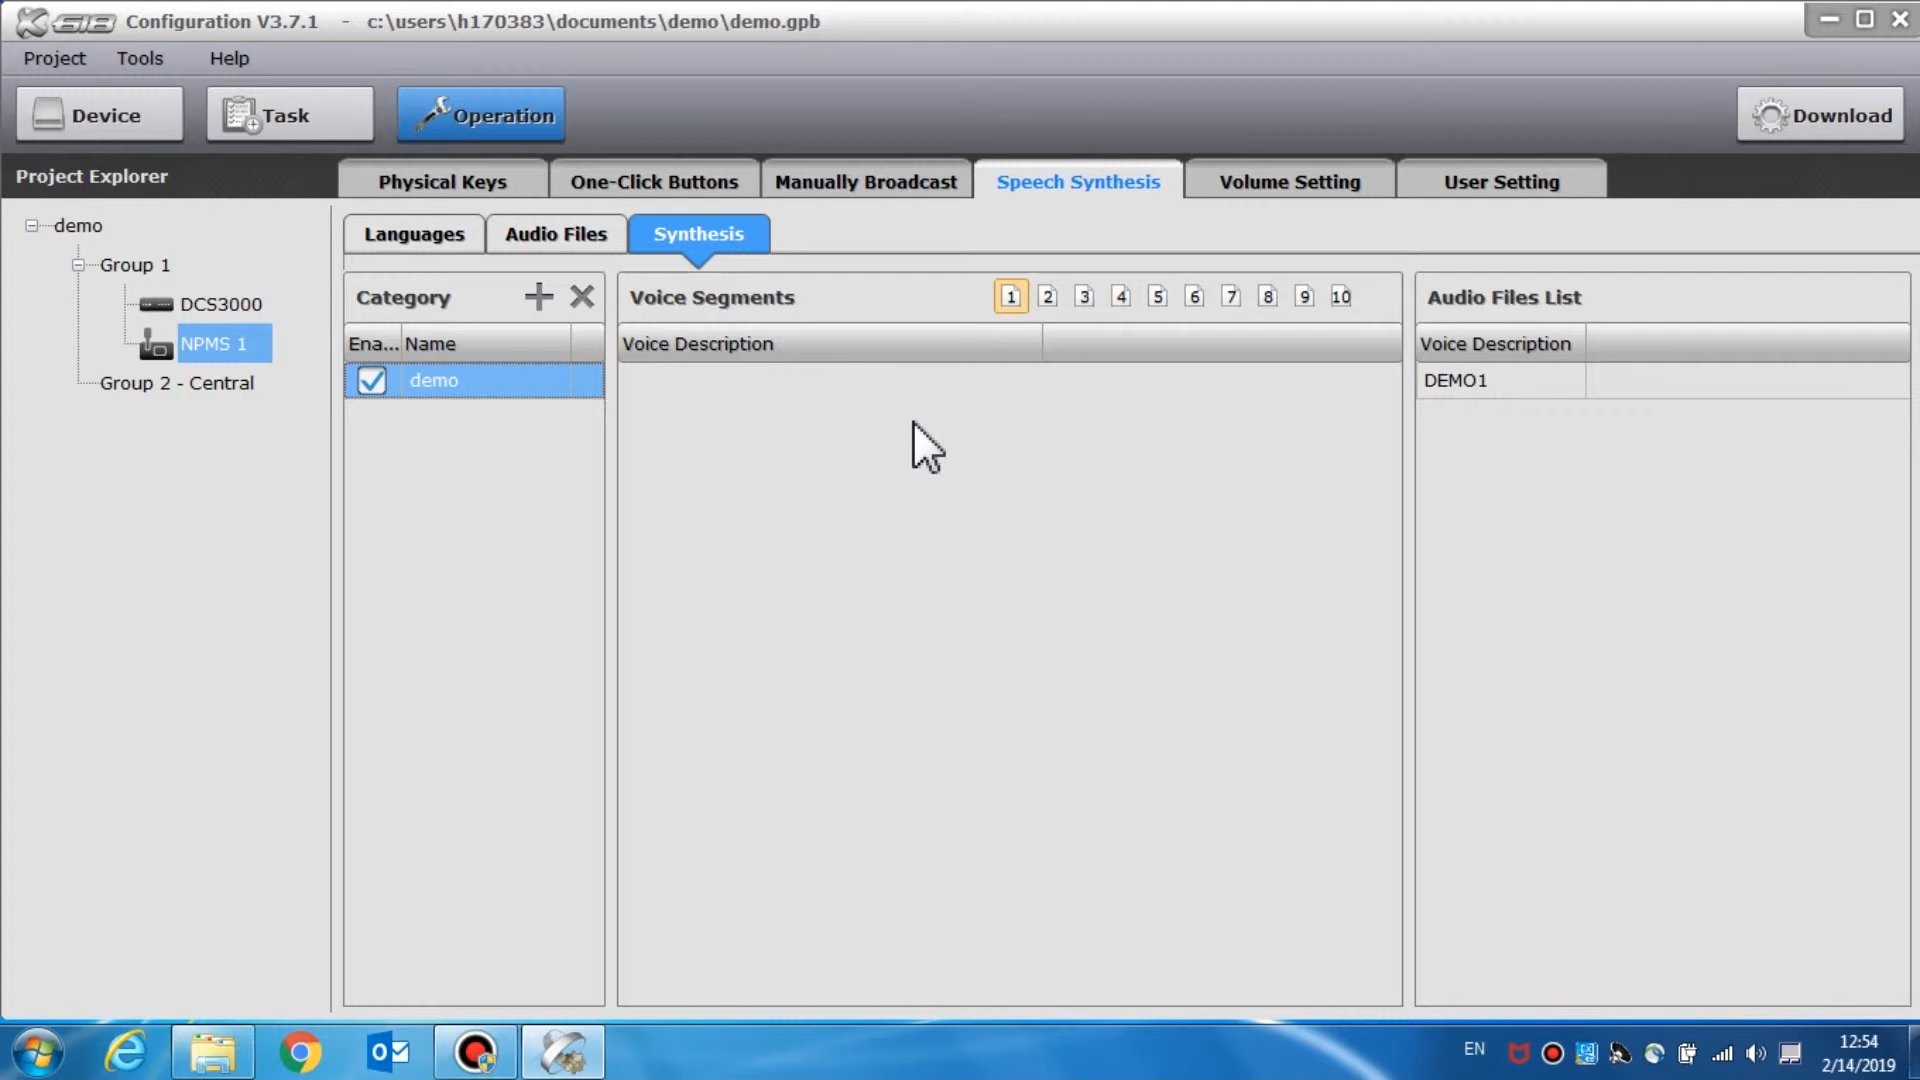 X-618 Configuration V3.7.1 - c:\users\h170383\documents\demo\demo.gpb
Project Tools Help
Device Task Operation Download
Project Explorer
Physical Keys One-Click Buttons Manually Broadcast Speech Synthesis Volume Setting User Setting
demo
Group 1
DCS3000
NPMS 1
Group 2 - Central
Languages Audio Files Synthesis
Category
Ena... Name
demo
Voice Segments 1 2 3 4 5 6 7 8 9 10
Voice Description
Audio Files List
Voice Description
DEMO1
EN
12:54
2/14/2019